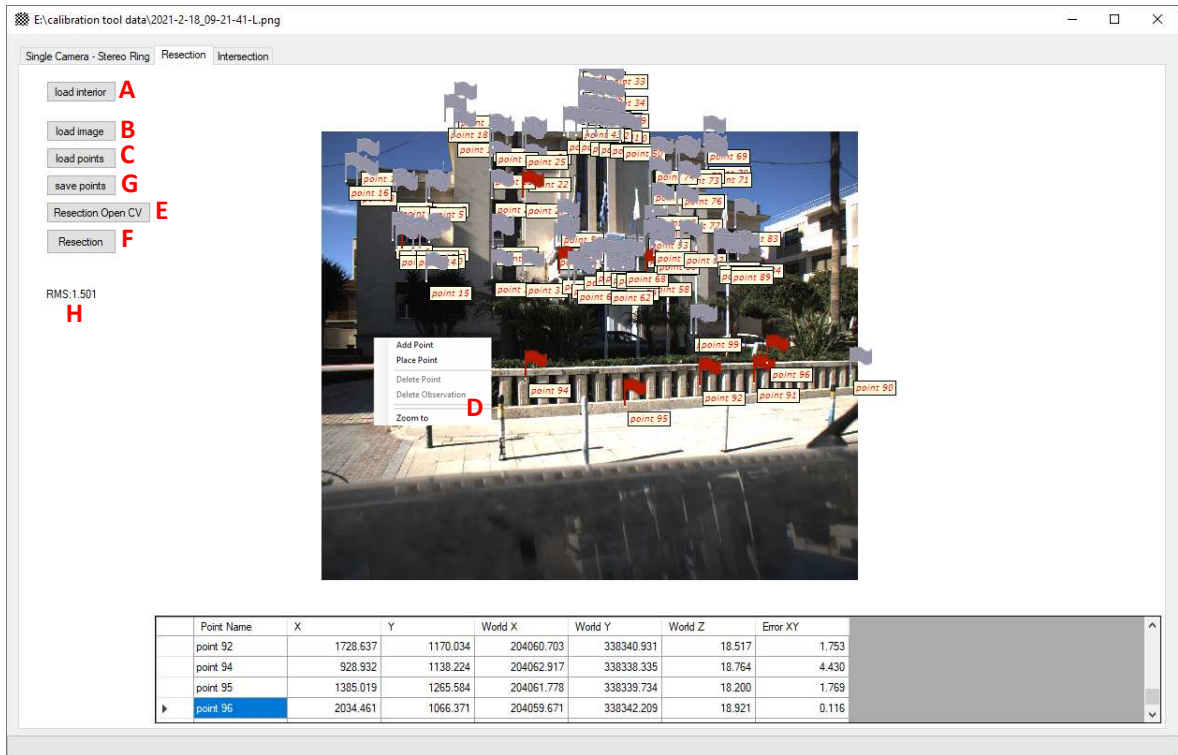 E:\calibration tool data\2021-2-18_09-21-41-L.png
Single Camera - Stereo Ring Resection Intersection
load interior A
load image B
load points C
save points G
Resection Open CV E
Resection F
RMS:1.501
H
point 33
point 34
point 18
point 25
point 22
point 16
point 5
point 15
point 69
point 73
point 71
point 76
point 83
point 89
point 68
point 58
point 62
point 99
point 96
point 94
point 92
point 91
point 90
point 95
Add Point
Place Point
Delete Point
Delete Observation
D
Zoom to
Point Name X Y World X World Y World Z Error XY
point 92 1728.637 1170.034 204060.703 338340.931 18.517 1.753
point 94 928.932 1138.224 204062.917 338338.335 18.764 4.430
point 95 1385.019 1265.584 204061.778 338339.734 18.200 1.769
point 96 2034.461 1066.371 204059.671 338342.209 18.921 0.116